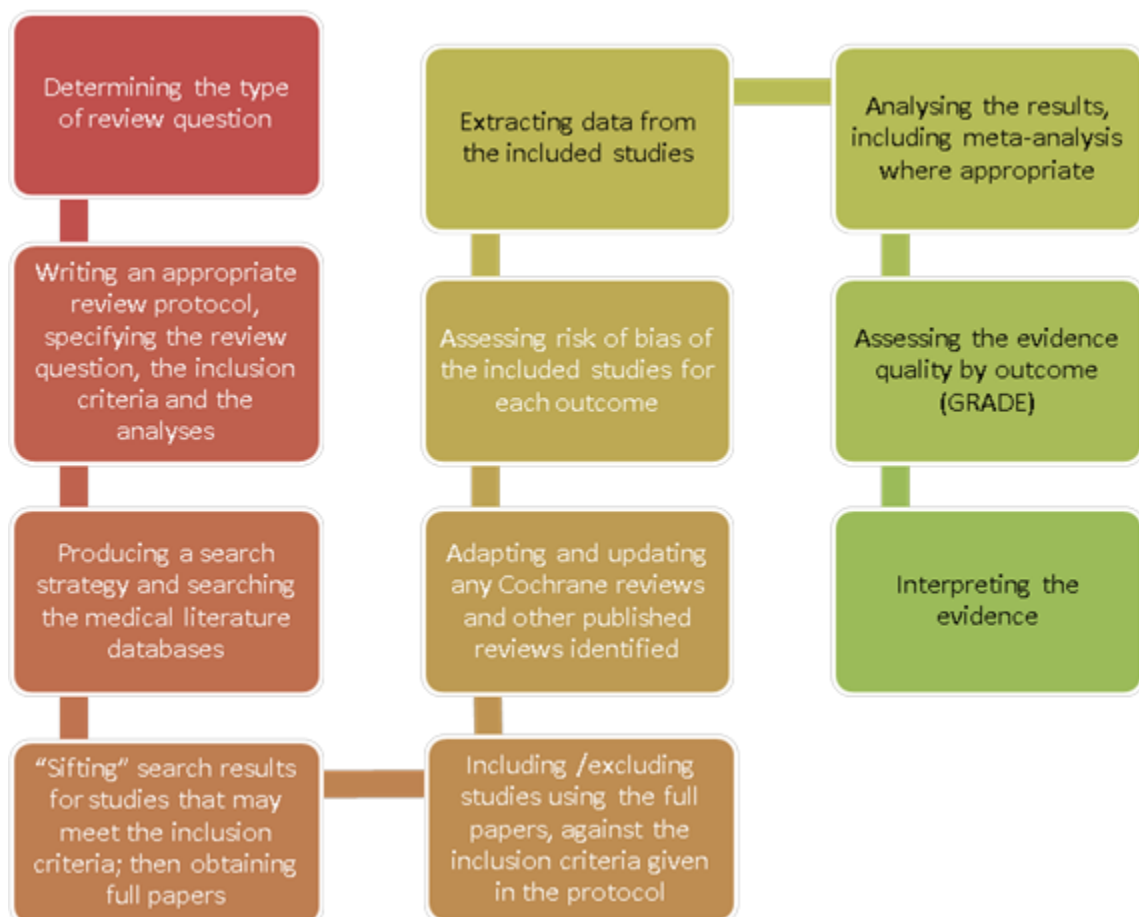 Determining the type
of review question
Writing an appropriate
review protocol,
specifying the review
question, the inclusion
criteria and the
analyses
Producing a search
strategy and searching
the medical literature
databases
“Sifting” search results
for studies that may
meet the inclusion
criteria; then obtaining
full papers
Including /excluding
studies using the full
papers, against the
inclusion criteria given
in the protocol
Adapting and updating
any Cochrane reviews
and other published
reviews identified
Assessing risk of bias of
the included studies for
each outcome
Extracting data from
the included studies
Analysing the results,
including meta-analysis
where appropriate
Assessing the evidence
quality by outcome
(GRADE)
Interpreting the
evidence